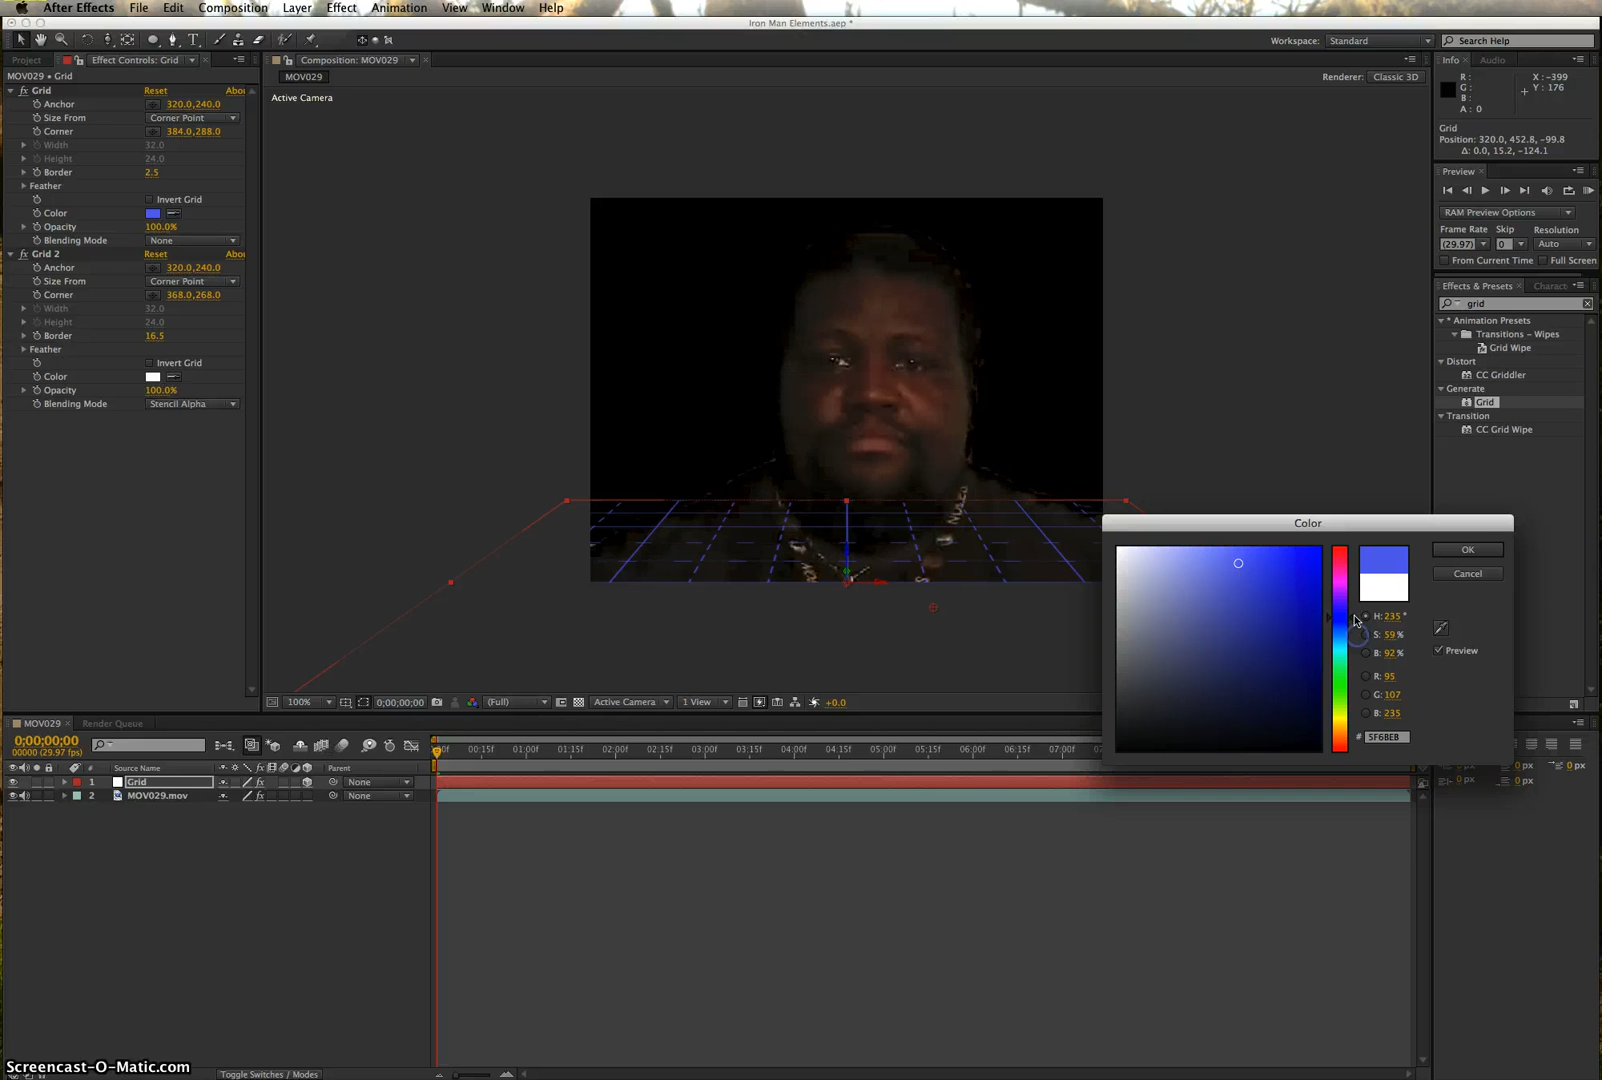 After Effects File Edit Composition Layer Effect Animation View Window Help
Iron Man Elements.aep *
Workspace: Standard Search Help
Project Effect Controls: Grid
Composition: MOV029
Info Audio
MOV029 • Grid
MOV029
Renderer: Classic 3D
Active Camera
Grid Reset Abou
Anchor 320.0,240.0
Size From Corner Point
Corner 384.0,288.0
Width 32.0
Height 24.0
Border 2.5
Feather
Invert Grid
Color
Opacity 100.0%
Blending Mode None
Grid 2 Reset Abou
Anchor 320.0,240.0
Size From Corner Point
Corner 368.0,268.0
Width 32.0
Height 24.0
Border 16.5
Feather
Invert Grid
Color
Opacity 100.0%
Blending Mode Stencil Alpha
R: X: -399
G: Y: 176
B:
A: 0
Grid
Position: 320.0, 452.8, -99.8
Δ: 0.0, 15.2, -124.1
Preview
RAM Preview Options
Frame Rate Skip Resolution
(29.97) 0 Auto
From Current Time Full Screen
Effects & Presets Charact
grid
* Animation Presets
Transitions - Wipes
Grid Wipe
Distort
CC Griddler
Generate
Grid
Transition
CC Grid Wipe
Color
OK
Cancel
H: 235 °
S: 59 %
B: 92 %
R: 95
G: 107
B: 235
# 5F6BEB
Preview
100% 0;00;00;00 (Full) Active Camera 1 View +0.0
MOV029 Render Queue
0;00;00;00
00000 (29.97 fps)
:00f 00:15f 01:00f 01:15f 02:00f 02:15f 03:00f 03:15f 04:00f 04:15f 05:00f 05:15f 06:00f 06:15f 07:00f
# Source Name Parent
1 Grid None
2 MOV029.mov None
0 px 0 px
0 px 0 px
Toggle Switches / Modes
Screencast-O-Matic.com